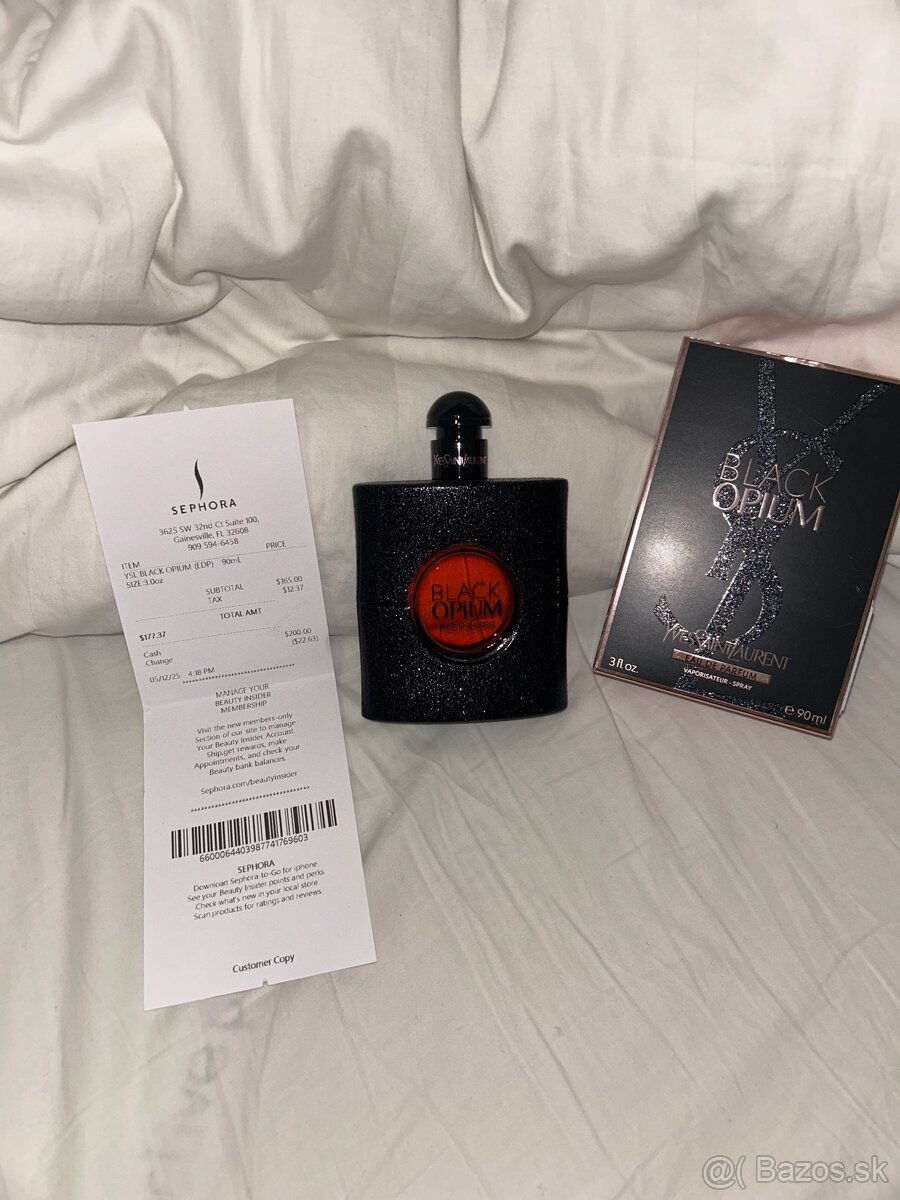 SEPHORA
3625 SW 32nd Ct Suite 100,
Gainesville, FL 32608
909 594-6458
ITEM PRICE
YSL BLACK OPIUM (EDP) 90mL
SIZE:3.0oz
SUBTOTAL $165.00
TAX $12.37
TOTAL AMT
$177.37
Cash $200.00
Change ($22.63)
05/12/25 4:18 PM
MANAGE YOUR
BEAUTY INSIDER
MEMBERSHIP
Visit the new members-only
Section of our site to manage
Your Beauty Insider Account
Ship,get rewards, make
Appointments, and check your
Beauty bank balances.
Sephora.com/beautyinsider
6600064403987741769603
SEPHORA
Download Sephora-to-Go for iphone
See your Beauty Insider points and perks
Check what's new in your local store
Scan products for ratings and reviews
Customer Copy
YVESSAINTLAURENT
BLACK
OPIUM
YVESSAINTLAURENT
BLACK
OPIUM
YVESSAINTLAURENT
EAU DE PARFUM
VAPORISATEUR - SPRAY
3 fl oz
e 90ml
@( Bazos.sk